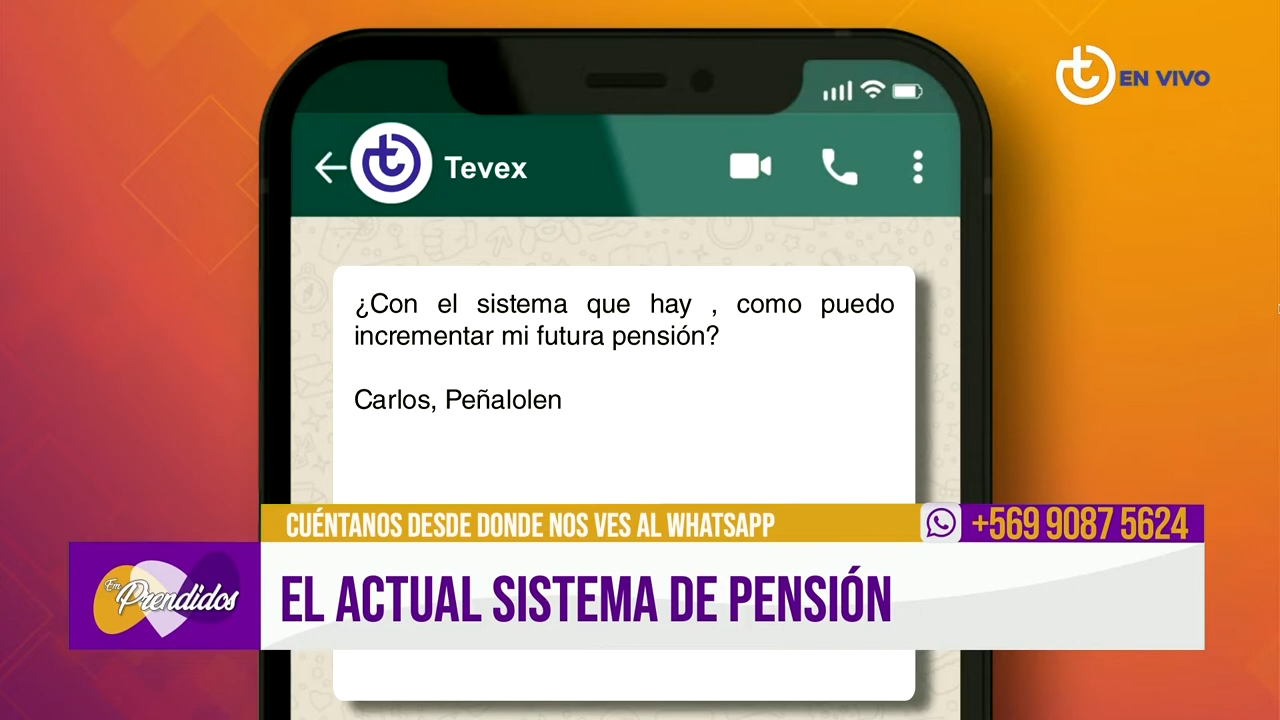 EN VIVO
Tevex
¿Con el sistema que hay , como puedo
incrementar mi futura pensión?
Carlos, Peñalolen
CUÉNTANOS DESDE DONDE NOS VES AL WHATSAPP
+569 9087 5624
Em
Prendidos
EL ACTUAL SISTEMA DE PENSIÓN